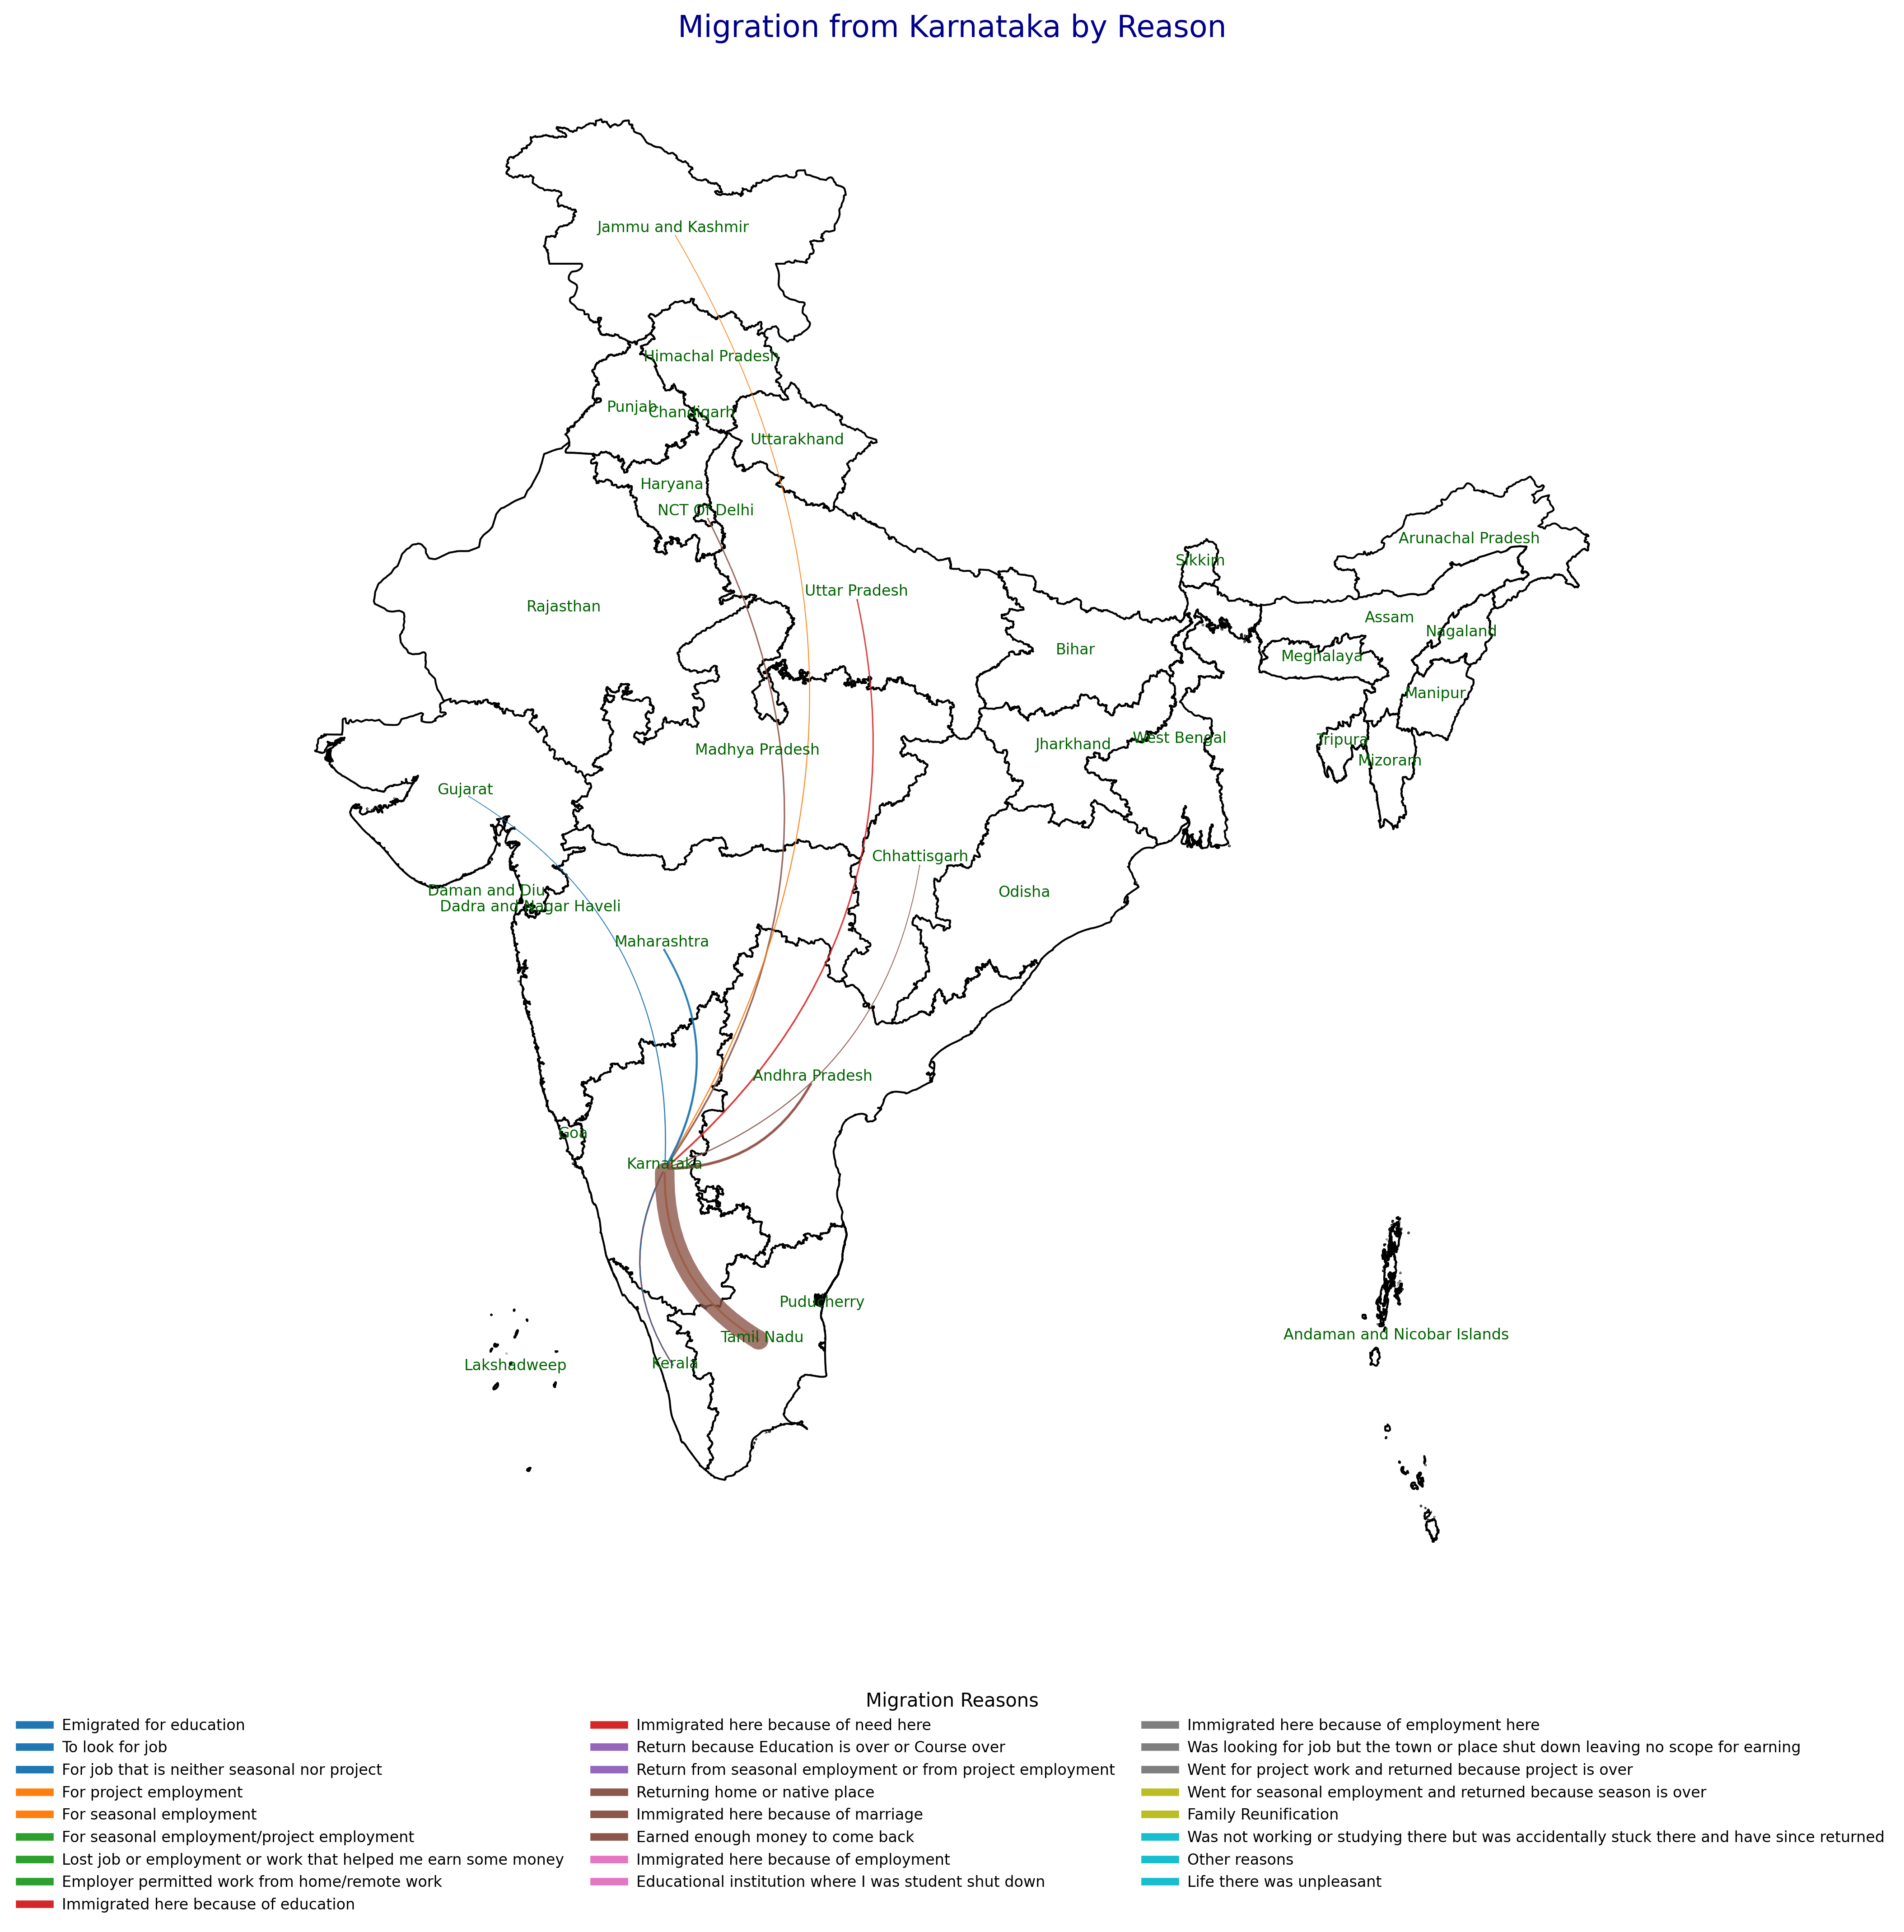 Migration from Karnataka by Reason
Jammu and Kashmir
Himachal Pradesh
Punjab
Chandigarh
Uttarakhand
Haryana
NCT Of Delhi
Arunachal Pradesh
Sikkim
Uttar Pradesh
Rajasthan
Assam
Nagaland
Bihar
Meghalaya
Manipur
West Bengal
Tripura
Jharkhand
Madhya Pradesh
Mizoram
Gujarat
Chhattisgarh
Daman and Diu
Odisha
Dadra and Nagar Haveli
Maharashtra
Andhra Pradesh
Goa
Karnataka
Puducherry
Andaman and Nicobar Islands
Tamil Nadu
Kerala
Lakshadweep
Migration Reasons
Emigrated for education
To look for job
For job that is neither seasonal nor project
For project employment
For seasonal employment
For seasonal employment/project employment
Lost job or employment or work that helped me earn some money
Employer permitted work from home/remote work
Immigrated here because of education
Immigrated here because of need here
Return because Education is over or Course over
Return from seasonal employment or from project employment
Returning home or native place
Immigrated here because of marriage
Earned enough money to come back
Immigrated here because of employment
Educational institution where I was student shut down
Immigrated here because of employment here
Was looking for job but the town or place shut down leaving no scope for earning
Went for project work and returned because project is over
Went for seasonal employment and returned because season is over
Family Reunification
Was not working or studying there but was accidentally stuck there and have since returned
Other reasons
Life there was unpleasant